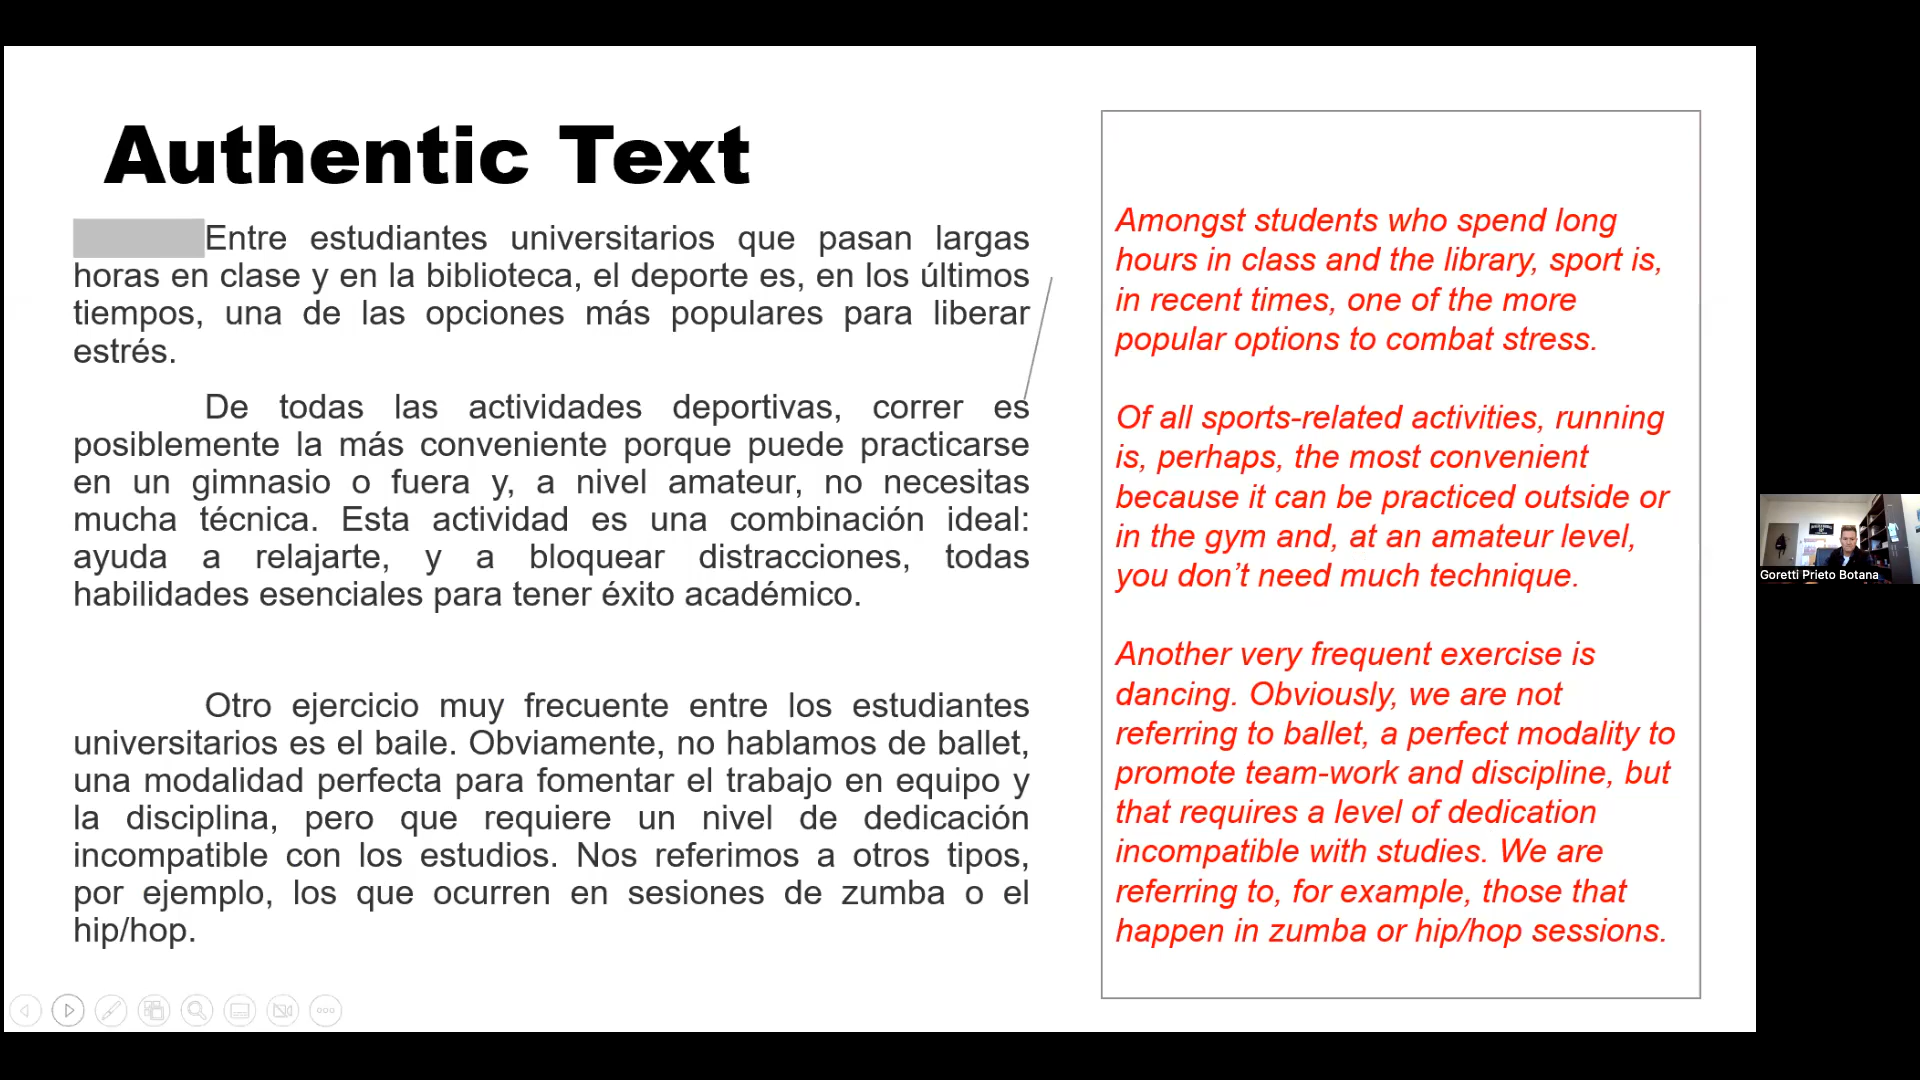 Authentic Text
Entre estudiantes universitarios que pasan largas
horas en clase y en la biblioteca, el deporte es, en los últimos
tiempos, una de las opciones más populares para liberar
estrés.
De todas las actividades deportivas, correr es
posiblemente la más conveniente porque puede practicarse
en un gimnasio o fuera y, a nivel amateur, no necesitas
mucha técnica. Esta actividad es una combinación ideal:
ayuda a relajarte, y a bloquear distracciones, todas
habilidades esenciales para tener éxito académico.
Otro ejercicio muy frecuente entre los estudiantes
universitarios es el baile. Obviamente, no hablamos de ballet,
una modalidad perfecta para fomentar el trabajo en equipo y
la disciplina, pero que requiere un nivel de dedicación
incompatible con los estudios. Nos referimos a otros tipos,
por ejemplo, los que ocurren en sesiones de zumba o el
hip/hop.
Amongst students who spend long
hours in class and the library, sport is,
in recent times, one of the more
popular options to combat stress.
Of all sports-related activities, running
is, perhaps, the most convenient
because it can be practiced outside or
in the gym and, at an amateur level,
you don’t need much technique.
Another very frequent exercise is
dancing. Obviously, we are not
referring to ballet, a perfect modality to
promote team-work and discipline, but
that requires a level of dedication
incompatible with studies. We are
referring to, for example, those that
happen in zumba or hip/hop sessions.
Goretti Prieto Botana